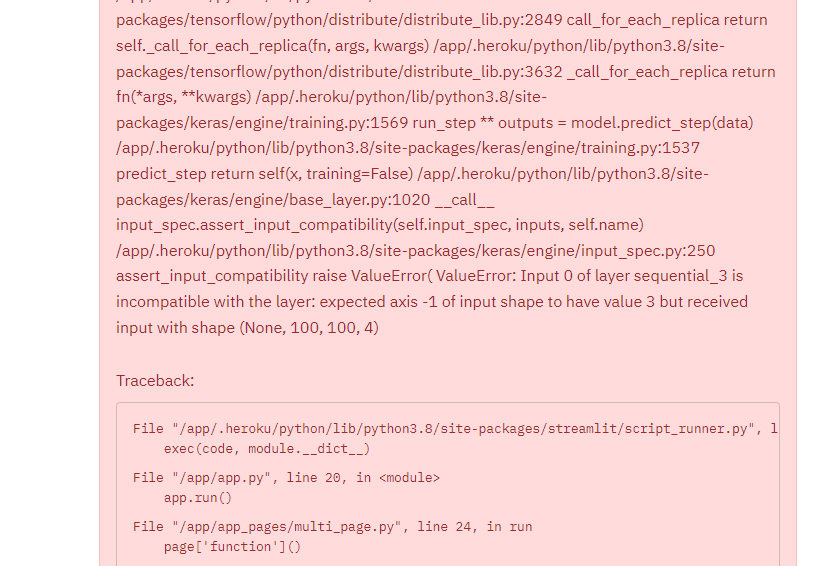 packages/tensorflow/python/distribute/distribute_lib.py:2849 call_for_each_replica return
self._call_for_each_replica(fn, args, kwargs) /app/.heroku/python/lib/python3.8/site-
packages/tensorflow/python/distribute/distribute_lib.py:3632 _call_for_each_replica return
fn(*args, **kwargs) /app/.heroku/python/lib/python3.8/site-
packages/keras/engine/training.py:1569 run_step ** outputs = model.predict_step(data)
/app/.heroku/python/lib/python3.8/site-packages/keras/engine/training.py:1537
predict_step return self(x, training=False) /app/.heroku/python/lib/python3.8/site-
packages/keras/engine/base_layer.py:1020 __call__
input_spec.assert_input_compatibility(self.input_spec, inputs, self.name)
/app/.heroku/python/lib/python3.8/site-packages/keras/engine/input_spec.py:250
assert_input_compatibility raise ValueError( ValueError: Input 0 of layer sequential_3 is
incompatible with the layer: expected axis -1 of input shape to have value 3 but received
input with shape (None, 100, 100, 4)
Traceback:
File "/app/.heroku/python/lib/python3.8/site-packages/streamlit/script_runner.py", l
exec(code, module.__dict__)
File "/app/app.py", line 20, in <module>
app.run()
File "/app/app_pages/multi_page.py", line 24, in run
page['function']()